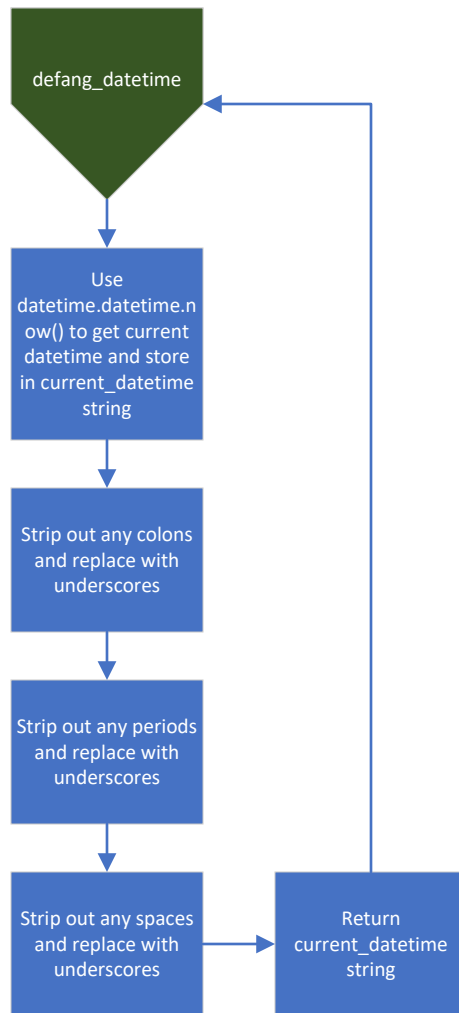 defang_datetime
Use
datetime.datetime.n
ow() to get current
datetime and store
in current_datetime
string
Strip out any colons
and replace with
underscores
Strip out any periods
and replace with
underscores
Strip out any spaces
and replace with
underscores
Return
current_datetime
string